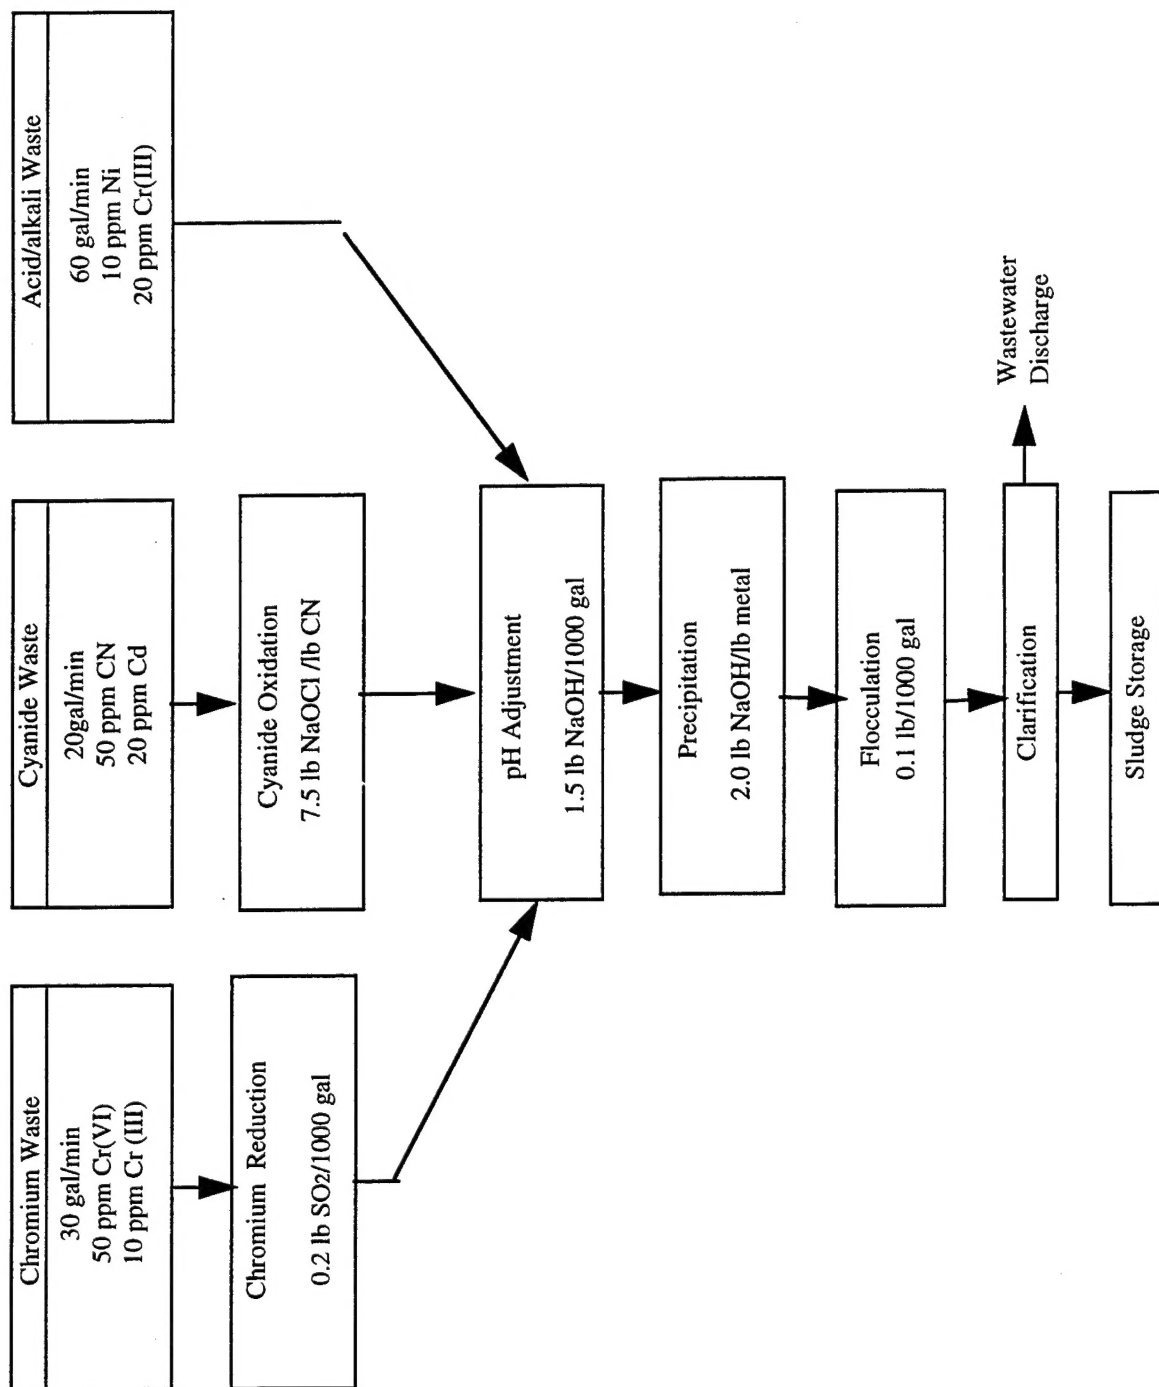 Chromium Waste
30 gal/min
50 ppm Cr(VI)
10 ppm Cr (III)
Chromium Reduction
0.2 lb SO2/1000 gal
Cyanide Waste
20gal/min
50 ppm CN
20 ppm Cd
Cyanide Oxidation
7.5 lb NaOCl /lb CN
Acid/alkali Waste
60 gal/min
10 ppm Ni
20 ppm Cr(III)
pH Adjustment
1.5 lb NaOH/1000 gal
Precipitation
2.0 lb NaOH/lb metal
Flocculation
0.1 lb/1000 gal
Clarification
Wastewater
Discharge
Sludge Storage